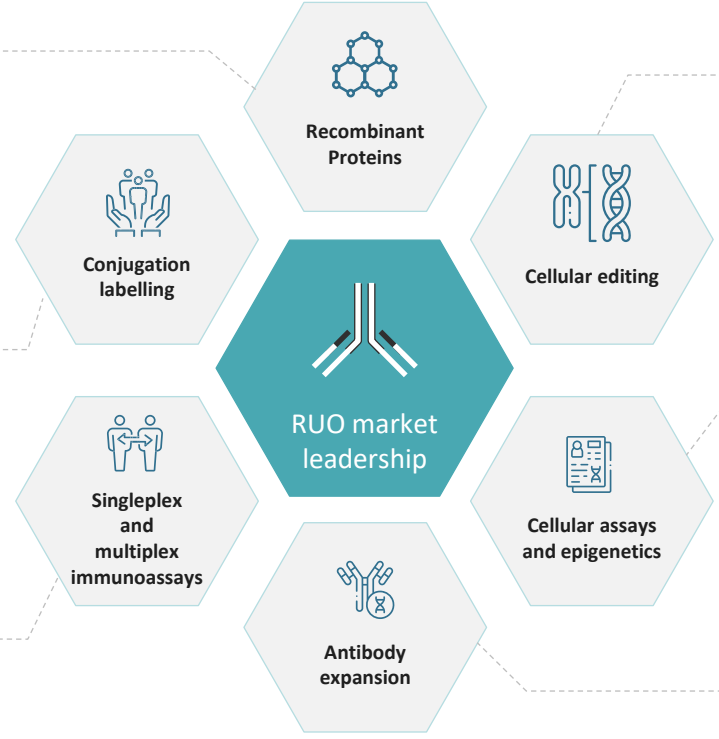 Recombinant
Proteins
Conjugation
labelling
Cellular editing
RUO market
leadership
Singleplex
and
multiplex
immunoassays
Cellular assays
and epigenetics
Antibody
expansion